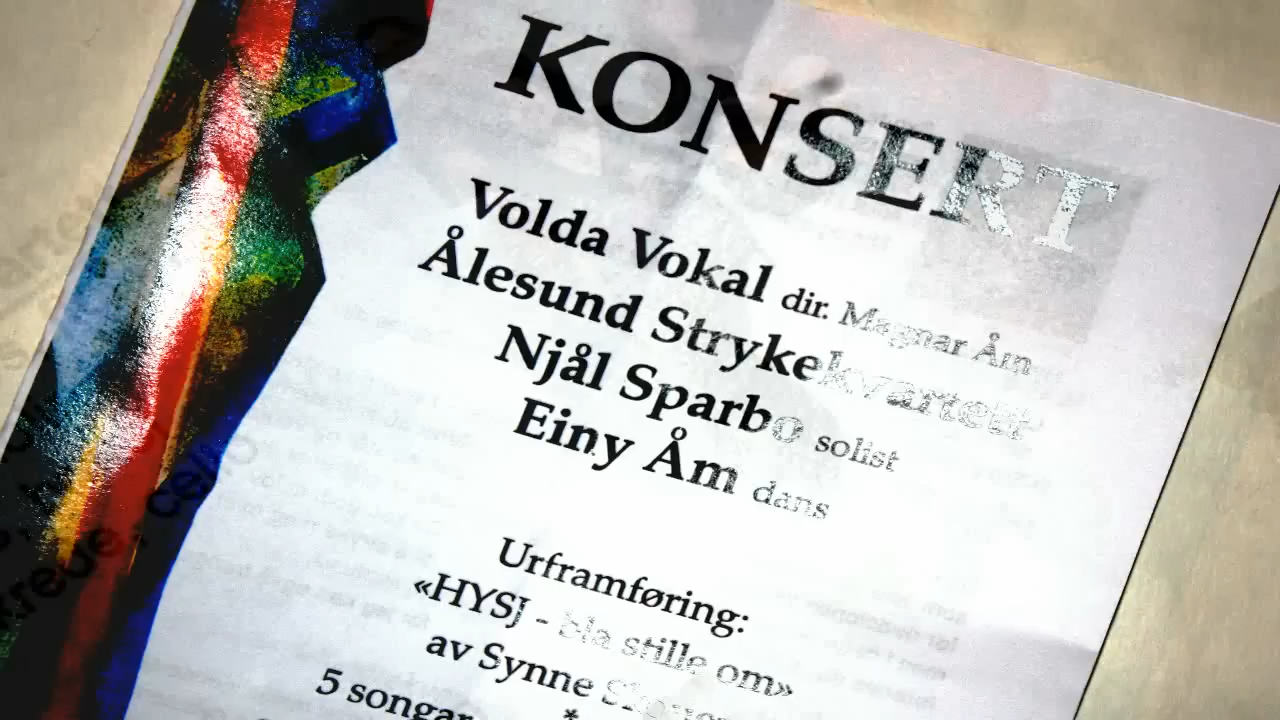 KONSERT
Volda Vokal dir. Magnar Åm
Ålesund Strykekvartett
Njål Sparbo solist
Einy Åm dans
Urframføring:
«HYSJ - bla stille om»
av Synne
5 songar
*